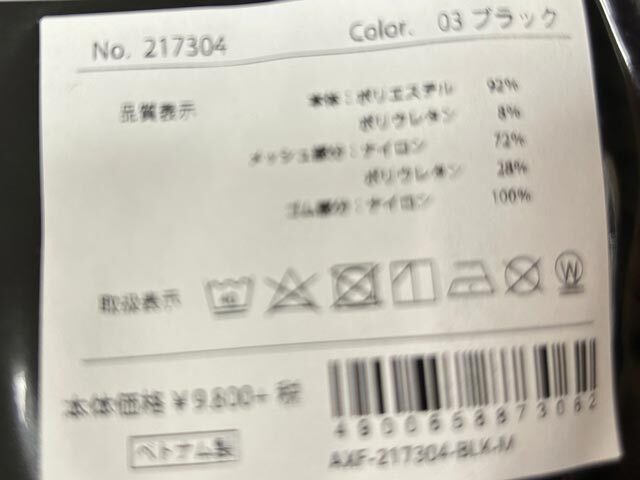 No. 217304 Color. 03 ブラック
品質表示 本体：ポリエステル 92%
ポリウレタン 8%
メッシュ部分：ナイロン 72%
ポリウレタン 28%
ゴム部分：ナイロン 100%
取扱表示
本体価格 ¥9,800+ 税
ベトナム製
AXF-217304-BLK-M